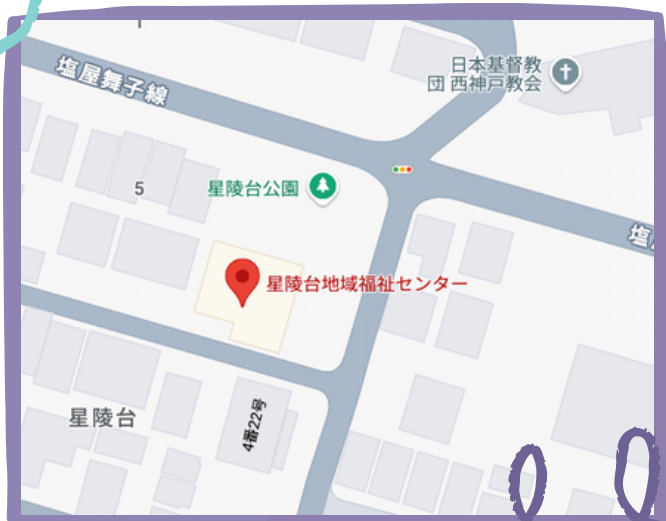 日本基督教
団 西神戸教会
塩屋舞子線
5
星陵台公園
塩
星陵台地域福祉センター
星陵台
4番22号